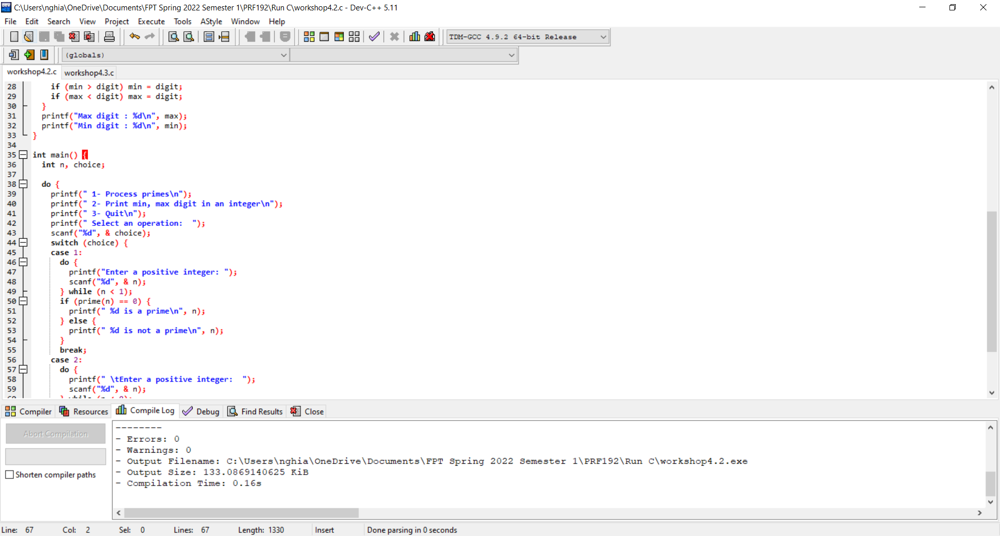 C:\Users\nghia\OneDrive\Documents\FPT Spring 2022 Semester 1\PRF192\Run C\workshop4.2.c - Dev-C++ 5.11
File Edit Search View Project Execute Tools AStyle Window Help
TDM-GCC 4.9.2 64-bit Release
(globals)
workshop4.2.c workshop4.3.c
28 if (min > digit) min = digit;
29 if (max < digit) max = digit;
30 }
31 printf("Max digit : %d\n", max);
32 printf("Min digit : %d\n", min);
33 }
34
35 int main() {
36 int n, choice;
37
38 do {
39 printf(" 1- Process primes\n");
40 printf(" 2- Print min, max digit in an integer\n");
41 printf(" 3- Quit\n");
42 printf(" Select an operation:  ");
43 scanf("%d", & choice);
44 switch (choice) {
45 case 1:
46 do {
47 printf("Enter a positive integer: ");
48 scanf("%d", & n);
49 } while (n < 1);
50 if (prime(n) == 0) {
51 printf(" %d is a prime\n", n);
52 } else {
53 printf(" %d is not a prime\n", n);
54 }
55 break;
56 case 2:
57 do {
58 printf(" \tEnter a positive integer:  ");
59 scanf("%d", & n);
60 } while (n < 0);
Compiler Resources Compile Log Debug Find Results Close
Abort Compilation
Shorten compiler paths
--------
- Errors: 0
- Warnings: 0
- Output Filename: C:\Users\nghia\OneDrive\Documents\FPT Spring 2022 Semester 1\PRF192\Run C\workshop4.2.exe
- Output Size: 133.0869140625 KiB
- Compilation Time: 0.16s
Line: 67 Col: 2 Sel: 0 Lines: 67 Length: 1330 Insert Done parsing in 0 seconds